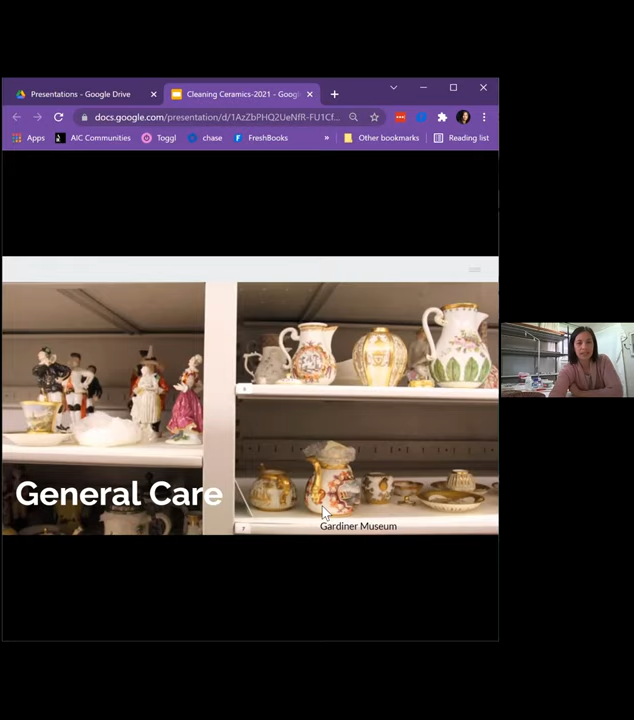 Presentations - Google Drive
Cleaning Ceramics-2021 - Goog
docs.google.com/presentation/d/1AzZbPHQ2UeNfR-FU1Cf...
Apps
AIC Communities
Toggl
chase
FreshBooks
»
Other bookmarks
Reading list
General Care
Gardiner Museum